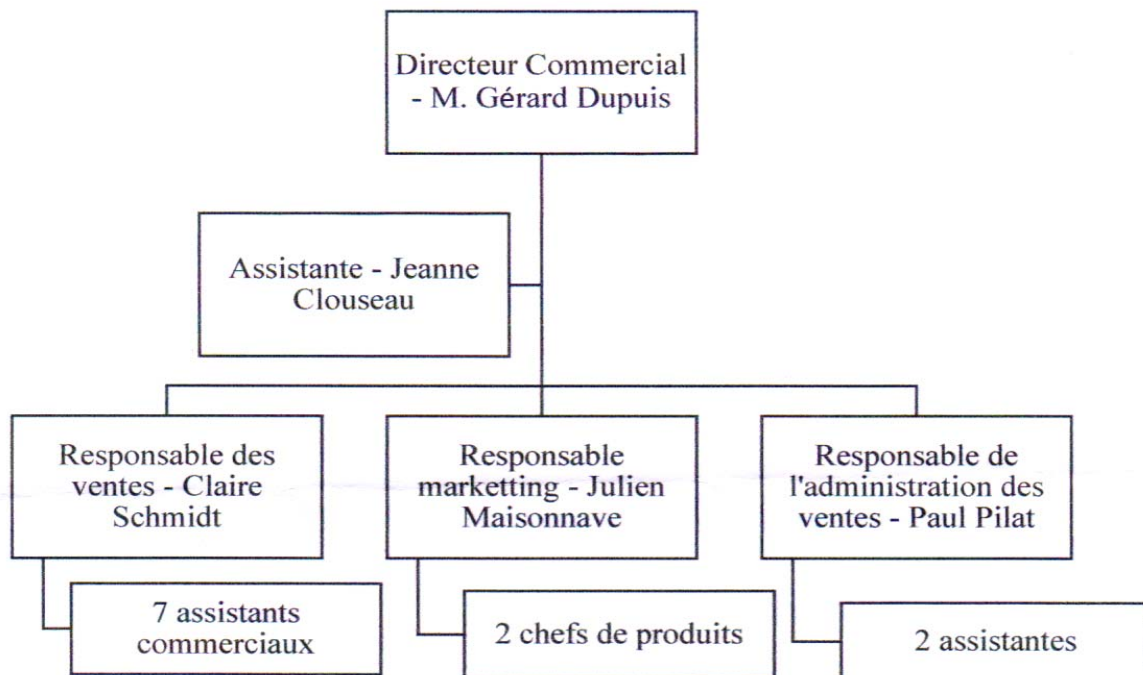 Directeur Commercial
- M. Gérard Dupuis
Assistante - Jeanne
Clouseau
Responsable des
ventes - Claire
Schmidt
Responsable
marketting - Julien
Maisonnave
Responsable de
l'administration des
ventes - Paul Pilat
7 assistants
commerciaux
2 chefs de produits
2 assistantes